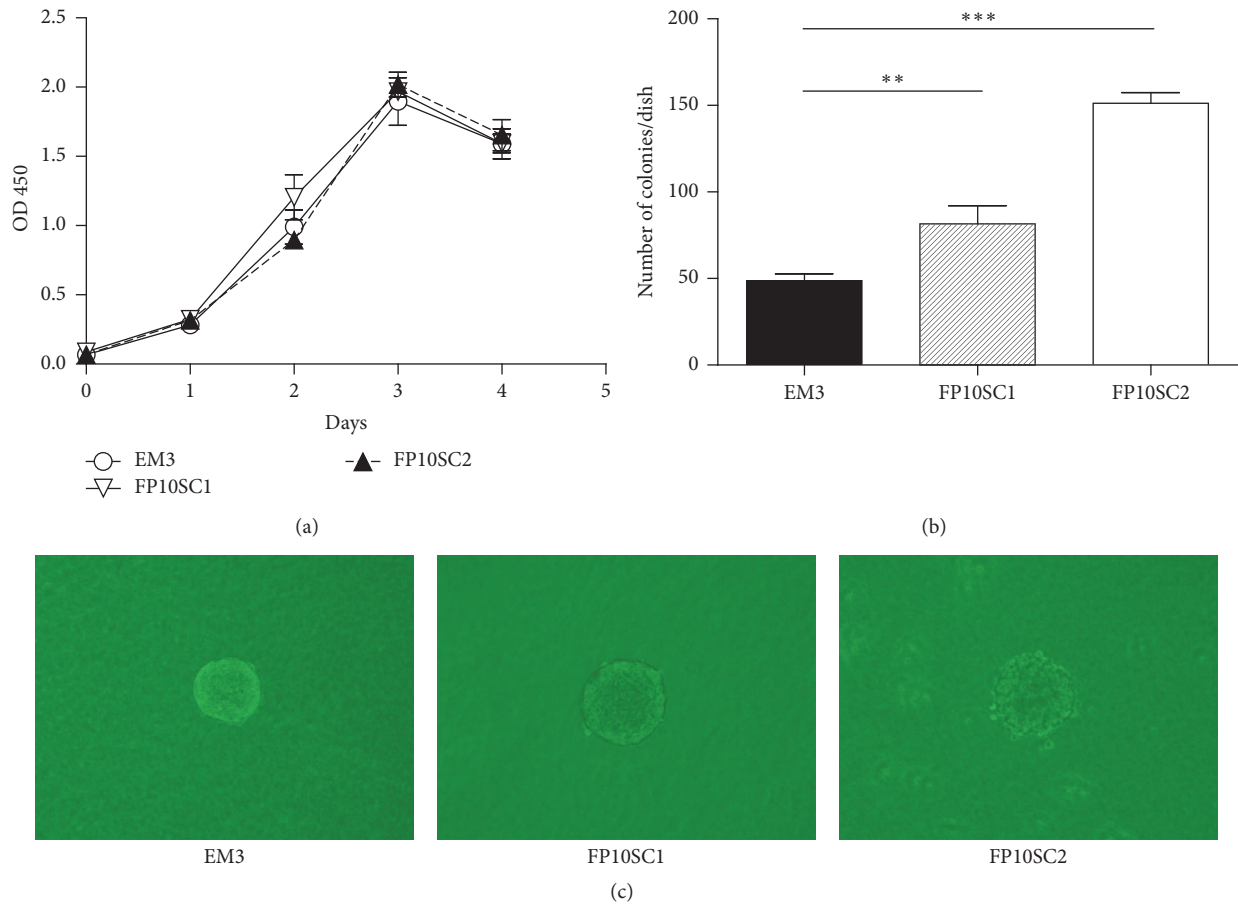 2.5
2.0
1.5
1.0
0.5
0.0
OD 450
0 1 2 3 4 5
Days
EM3
FP10SC1
FP10SC2
(a)
200
150
100
50
0
Number of colonies/dish
***
**
EM3 FP10SC1 FP10SC2
(b)
EM3 FP10SC1 FP10SC2
(c)